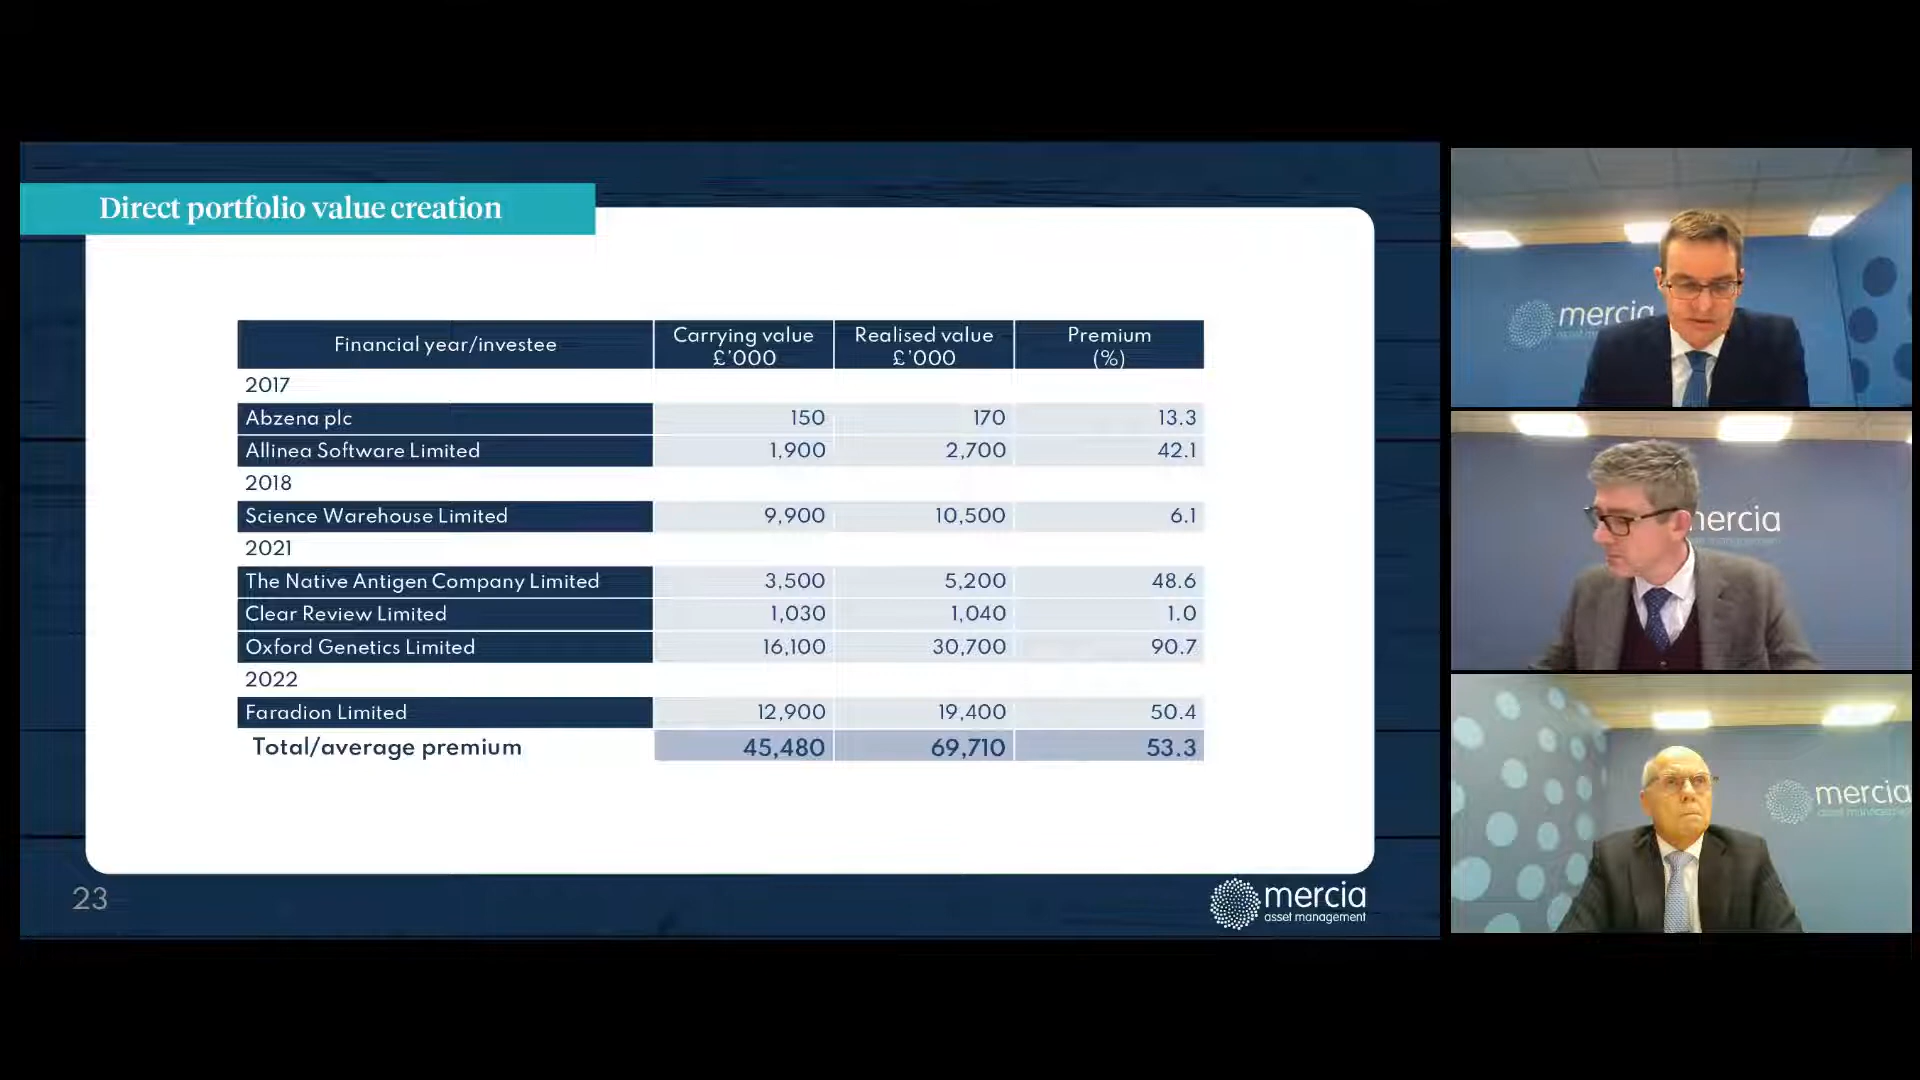 Direct portfolio value creation
Financial year/investee Carrying value £'000 Realised value £'000 Premium (%)
2017
Abzena plc 150 170 13.3
Allinea Software Limited 1,900 2,700 42.1
2018
Science Warehouse Limited 9,900 10,500 6.1
2021
The Native Antigen Company Limited 3,500 5,200 48.6
Clear Review Limited 1,030 1,040 1.0
Oxford Genetics Limited 16,100 30,700 90.7
2022
Faradion Limited 12,900 19,400 50.4
Total/average premium 45,480 69,710 53.3
23
mercia
asset management
mercia
mercia
mercia
asset management